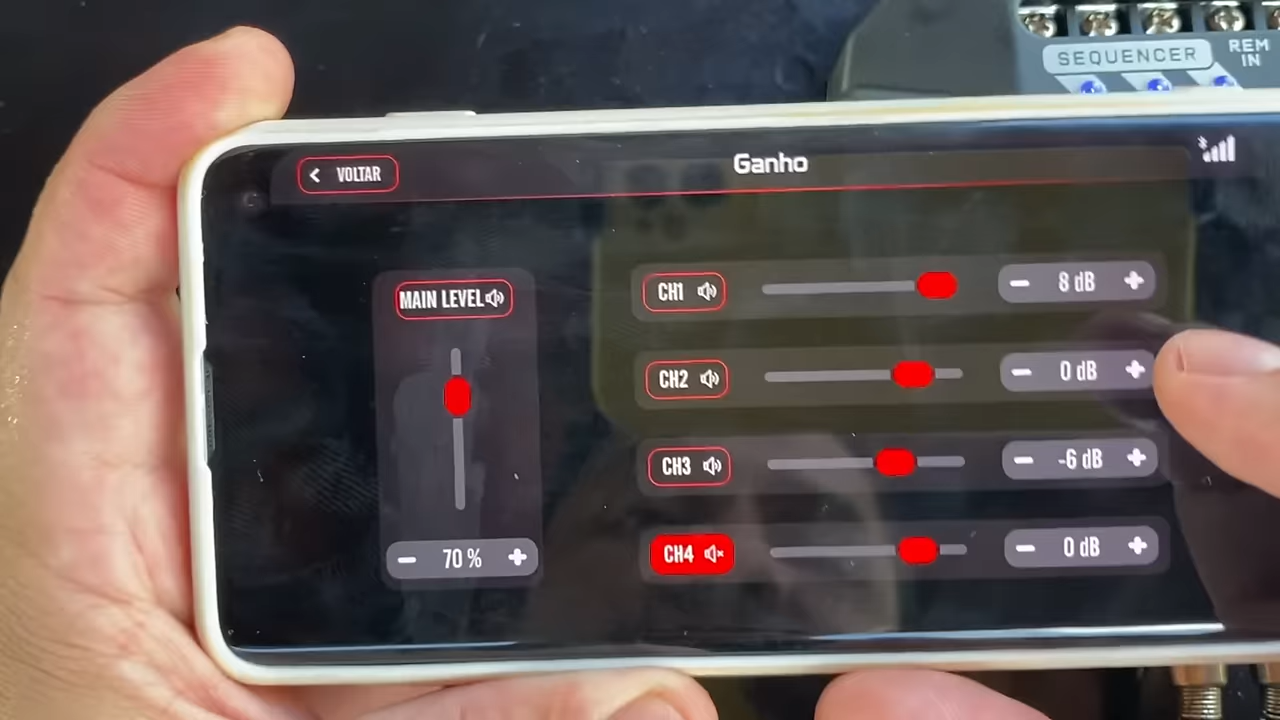 SEQUENCER
REM
IN
VOLTAR
Ganho
MAIN LEVEL
70 %
CH1
8 dB
CH2
0 dB
CH3
-6 dB
CH4
0 dB